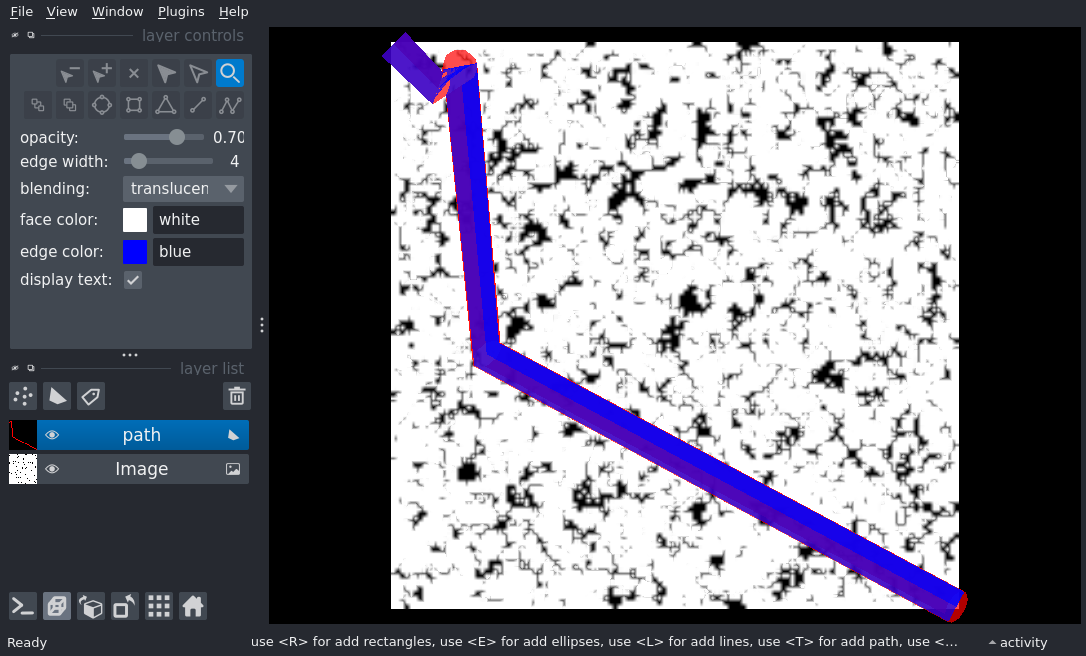 File View Window Plugins Help
layer controls
opacity: 0.70
edge width: 4
blending: translucen
face color: white
edge color: blue
display text:
layer list
path
Image
Ready use <R> for add rectangles, use <E> for add ellipses, use <L> for add lines, use <T> for add path, use <... activity